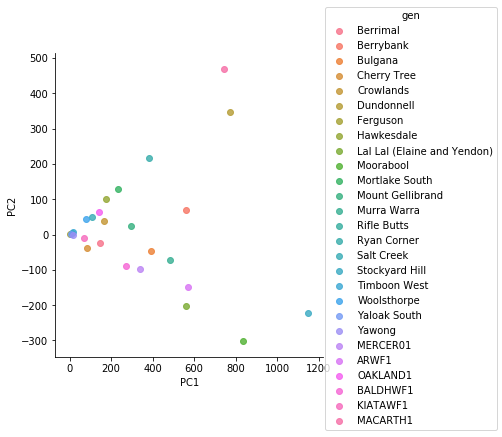 gen
Berrimal
Berrybank
Bulgana
Cherry Tree
Crowlands
Dundonnell
Ferguson
Hawkesdale
Lal Lal (Elaine and Yendon)
Moorabool
Mortlake South
Mount Gellibrand
Murra Warra
Rifle Butts
Ryan Corner
Salt Creek
Stockyard Hill
Timboon West
Woolsthorpe
Yaloak South
Yawong
MERCER01
ARWF1
OAKLAND1
BALDHWF1
KIATAWF1
MACARTH1
500
400
300
200
100
0
−100
−200
−300
PC2
0 200 400 600 800 1000 1200
PC1